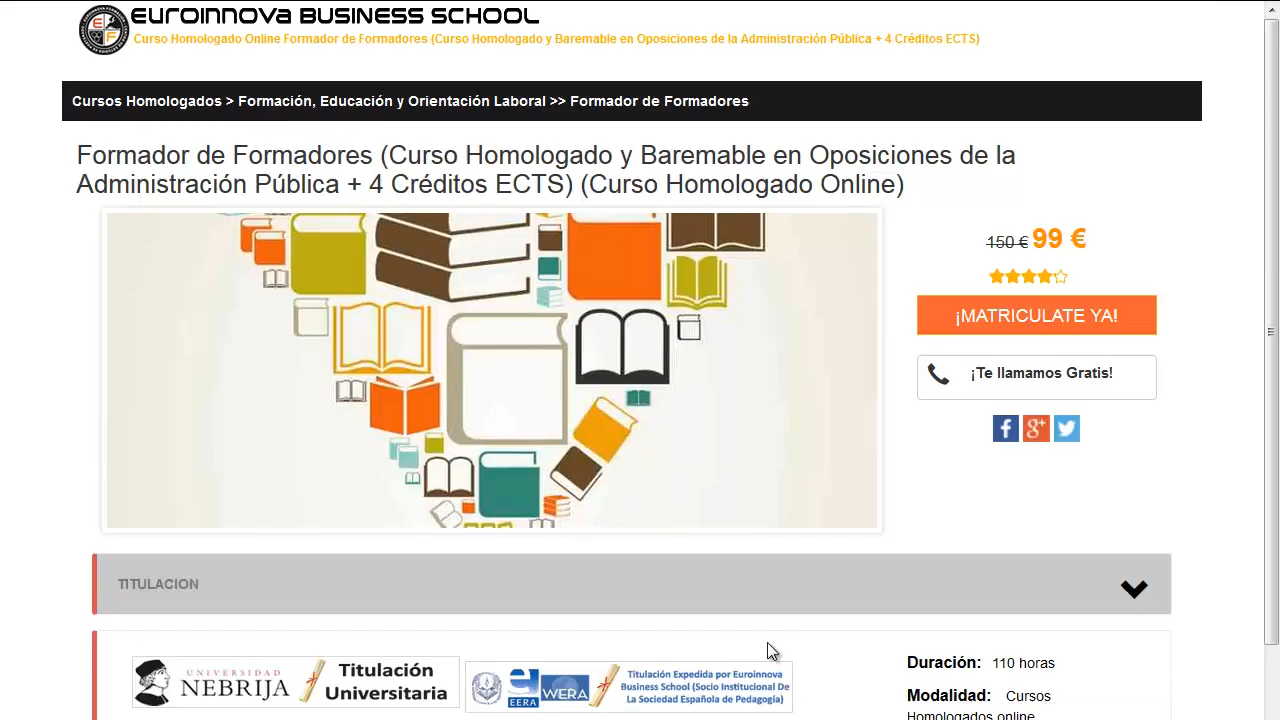 EUROINNOVA BUSINESS SCHOOL
Curso Homologado Online Formador de Formadores (Curso Homologado y Baremable en Oposiciones de la Administración Pública + 4 Créditos ECTS)
Cursos Homologados > Formación, Educación y Orientación Laboral >> Formador de Formadores
Formador de Formadores (Curso Homologado y Baremable en Oposiciones de la
Administración Pública + 4 Créditos ECTS) (Curso Homologado Online)
150 € 99 €
¡MATRICULATE YA!
¡Te llamamos Gratis!
TITULACION
UNIVERSIDAD
NEBRIJA
Titulación
Universitaria
EERA
WERA
Titulación Expedida por Euroinnova
Business School (Socio Institucional De
La Sociedad Española de Pedagogía)
Duración: 110 horas
Modalidad: Cursos
Homologados online